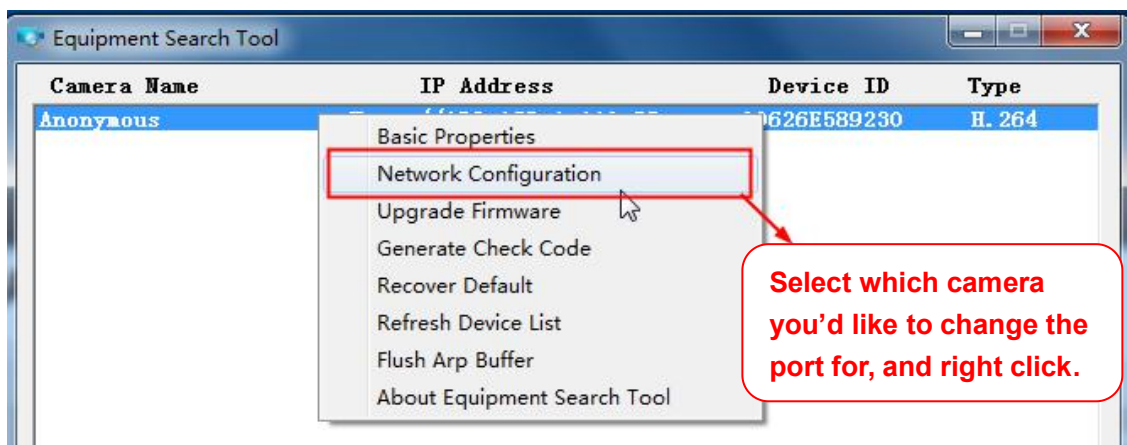 Equipment Search Tool
Camera Name IP Address Device ID Type
Anonymous 0626E589230 H.264
Basic Properties
Network Configuration
Upgrade Firmware
Generate Check Code
Recover Default
Refresh Device List
Flush Arp Buffer
About Equipment Search Tool
Select which camera
you’d like to change the
port for, and right click.